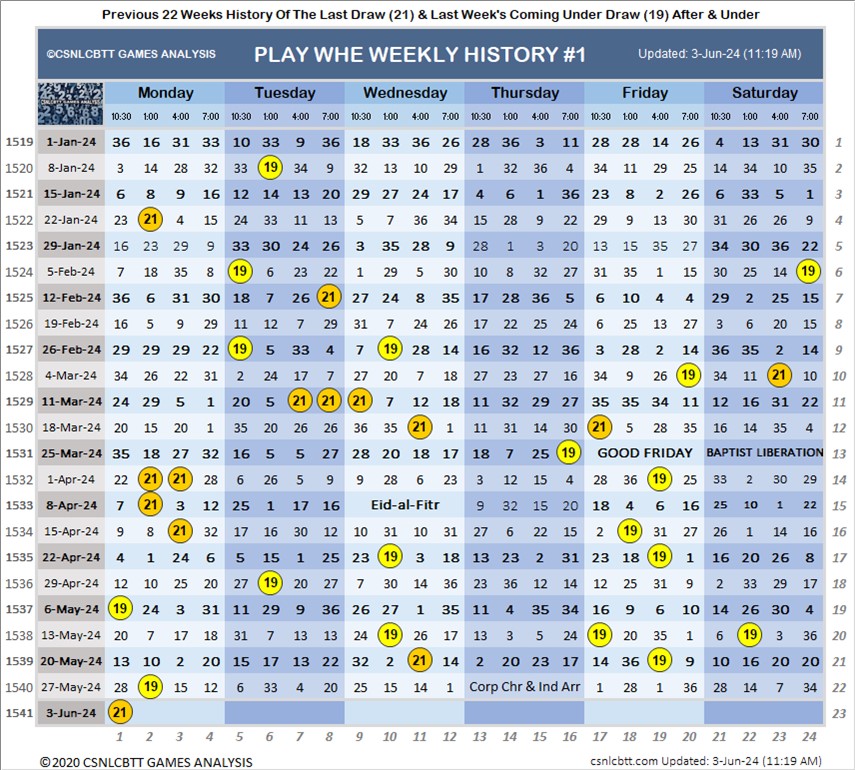 Previous 22 Weeks History Of The Last Draw (21) & Last Week's Coming Under Draw (19) After & Under
©CSNLCBTT GAMES ANALYSIS PLAY WHE WEEKLY HISTORY #1 Updated: 3-Jun-24 (11:19 AM)
Monday Tuesday Wednesday Thursday Friday Saturday
10:30 1:00 4:00 7:00 10:30 1:00 4:00 7:00 10:30 1:00 4:00 7:00 10:30 1:00 4:00 7:00 10:30 1:00 4:00 7:00 10:30 1:00 4:00 7:00
1519 1-Jan-24 36 16 31 33 10 33 9 36 18 33 36 26 28 36 3 11 28 28 14 26 4 13 31 30 1
1520 8-Jan-24 3 14 28 32 33 19 34 9 32 13 10 29 1 32 36 4 34 11 29 25 14 34 10 35 2
1521 15-Jan-24 6 8 9 16 12 14 13 20 29 27 24 17 4 6 1 36 23 8 2 26 6 33 5 1 3
1522 22-Jan-24 23 21 4 15 24 33 11 13 5 7 36 34 15 28 9 22 29 9 13 30 31 26 26 9 4
1523 29-Jan-24 16 23 29 9 33 30 24 26 3 35 28 9 28 1 3 20 13 15 35 27 34 30 36 22 5
1524 5-Feb-24 7 18 35 8 19 6 23 22 1 29 5 30 10 8 32 27 31 35 1 15 30 25 14 19 6
1525 12-Feb-24 36 6 31 30 18 7 26 21 27 24 8 35 17 28 36 5 6 10 4 4 29 2 25 15 7
1526 19-Feb-24 16 5 9 29 11 12 7 29 31 7 24 26 17 22 25 24 6 25 13 27 3 6 20 15 8
1527 26-Feb-24 29 29 29 22 19 5 33 4 7 19 28 14 16 32 12 36 3 28 1 14 36 35 2 14 9
1528 4-Mar-24 34 26 22 31 2 24 17 7 27 20 7 18 27 23 27 16 34 9 26 19 34 23 21 10 10
1529 11-Mar-24 24 29 5 1 20 5 21 21 21 7 12 18 11 32 29 27 35 35 34 11 12 16 31 22 11
1530 18-Mar-24 20 15 20 1 35 20 26 26 36 35 21 1 11 31 14 30 21 5 28 35 16 14 35 4 12
1531 25-Mar-24 35 18 27 32 16 5 5 27 28 20 18 17 18 7 25 19 GOOD FRIDAY BAPTIST LIBERATION 13
1532 1-Apr-24 22 21 21 28 6 26 5 9 9 28 6 23 3 12 15 4 28 36 19 25 33 2 30 29 14
1533 8-Apr-24 7 21 3 12 25 1 17 16 Eid-al-Fitr 9 32 15 20 18 4 6 16 25 10 1 22 15
1534 15-Apr-24 9 8 21 32 17 16 30 12 10 31 10 31 27 6 22 15 2 19 31 30 26 1 14 16 16
1535 22-Apr-24 4 1 24 6 5 15 1 25 23 19 3 18 13 23 2 31 23 18 19 1 16 20 26 8 17
1536 29-Apr-24 12 10 25 20 27 19 20 27 7 30 14 36 23 36 12 14 12 25 31 9 2 33 29 17 18
1537 6-May-24 19 24 3 31 11 29 9 36 26 27 1 35 11 4 35 34 16 9 6 10 14 26 30 4 19
1538 13-May-24 20 7 17 18 31 7 13 13 24 19 26 17 13 3 5 24 19 20 35 1 6 19 3 36 20
1539 20-May-24 13 10 2 20 15 17 13 22 32 2 21 14 2 20 23 17 14 36 19 9 10 16 20 20 21
1540 27-May-24 28 19 15 12 6 33 4 20 25 15 14 1 Corp Chr & Ind Arr 1 28 1 36 28 14 7 34 22
1541 3-Jun-24 21 23
1 2 3 4 5 6 7 8 9 10 11 12 13 14 15 16 17 18 19 20 21 22 23 24
©2020 CSNLCBTT GAMES ANALYSIS csnlcbtt.com Updated: 3-Jun-24 (11:19 AM)